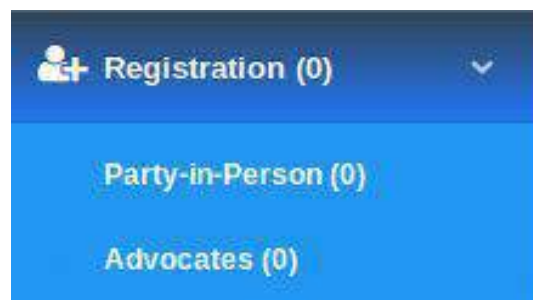 Registration (0)
Party-in-Person (0)
Advocates (0)